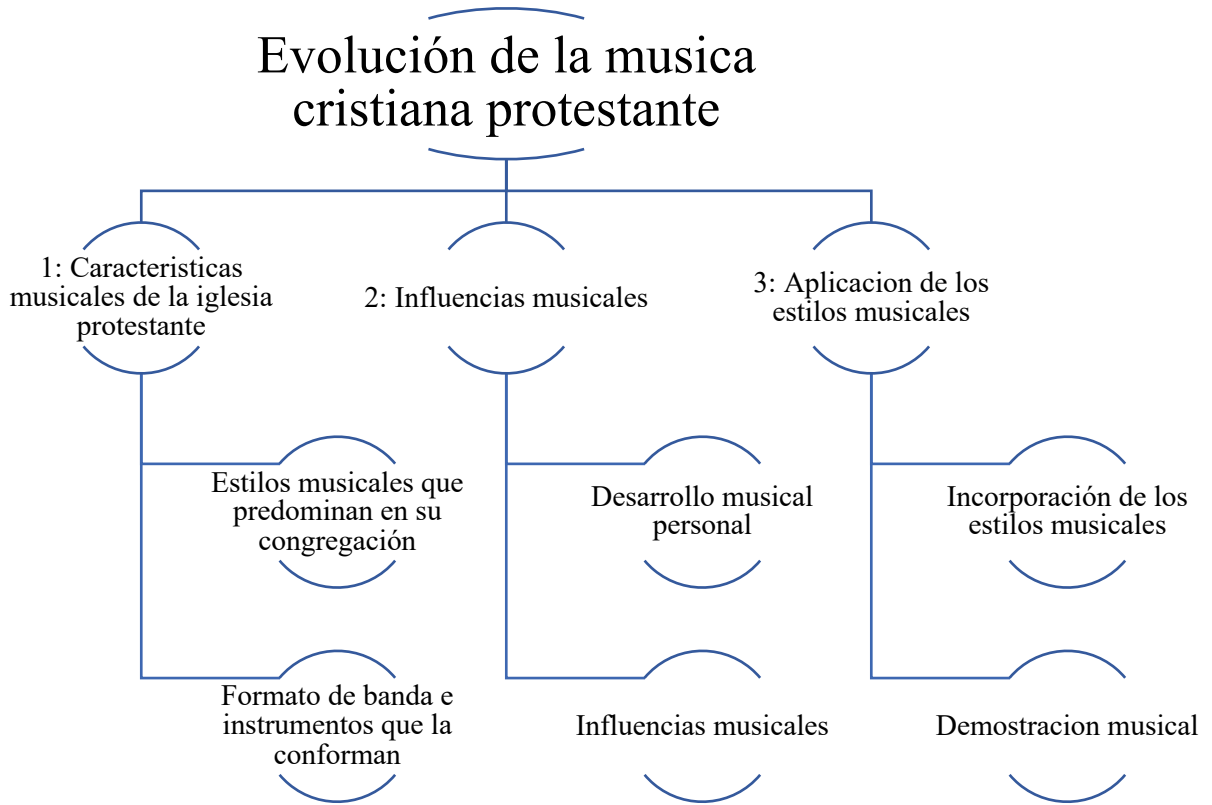 Evolución de la musica
cristiana protestante
1: Caracteristicas
musicales de la iglesia
protestante
2: Influencias musicales
3: Aplicacion de los
estilos musicales
Estilos musicales que
predominan en su
congregación
Desarrollo musical
personal
Incorporación de los
estilos musicales
Formato de banda e
instrumentos que la
conforman
Influencias musicales
Demostracion musical